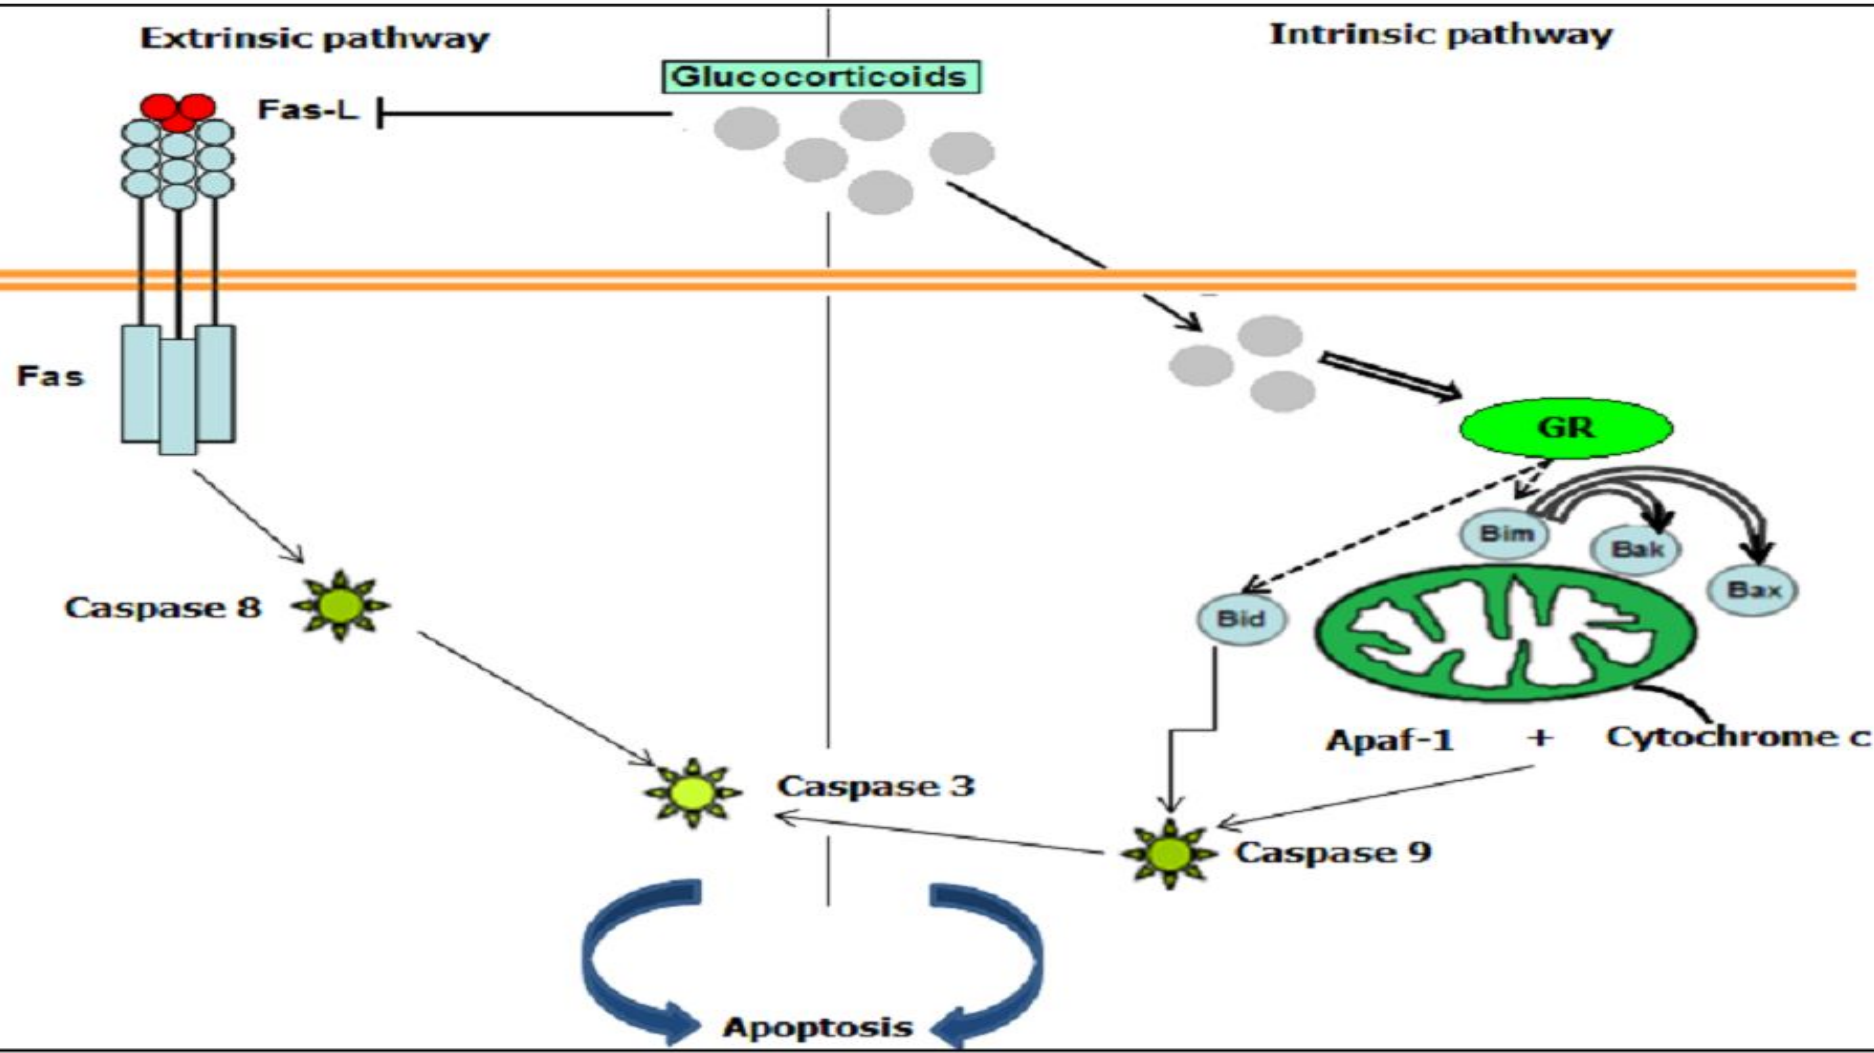 Extrinsic pathway
Intrinsic pathway
Glucocorticoids
Fas-L
Fas
GR
Bim
Bak
Bax
Bid
Caspase 8
Apaf-1 + Cytochrome c
Caspase 3
Caspase 9
Apoptosis